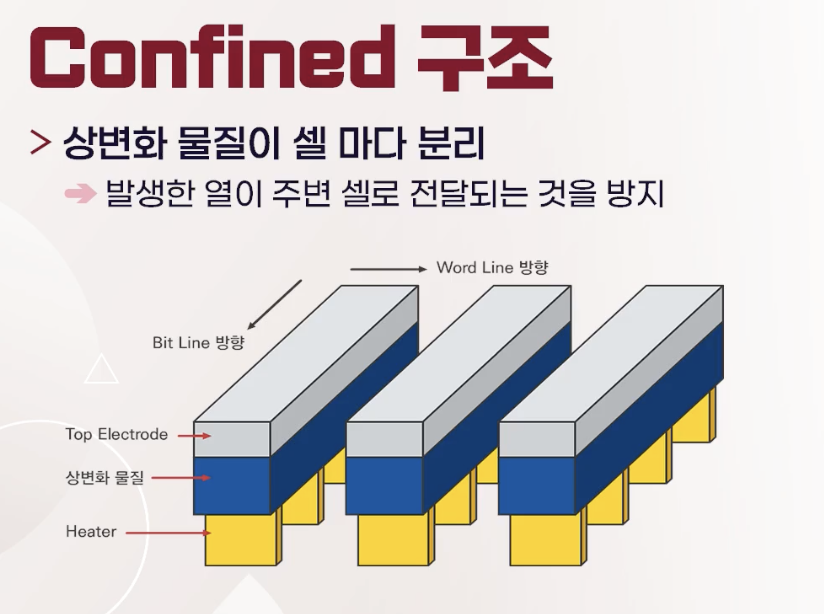 Confined 구조
> 상변화 물질이 셀 마다 분리
➡ 발생한 열이 주변 셀로 전달되는 것을 방지
Word Line 방향
Bit Line 방향
Top Electrode
상변화 물질
Heater